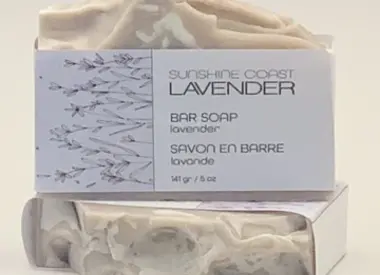 SUNSHINE COAST
LAVENDER
BAR SOAP
lavender
SAVON EN BARRE
lavande
141 gr / 5 oz